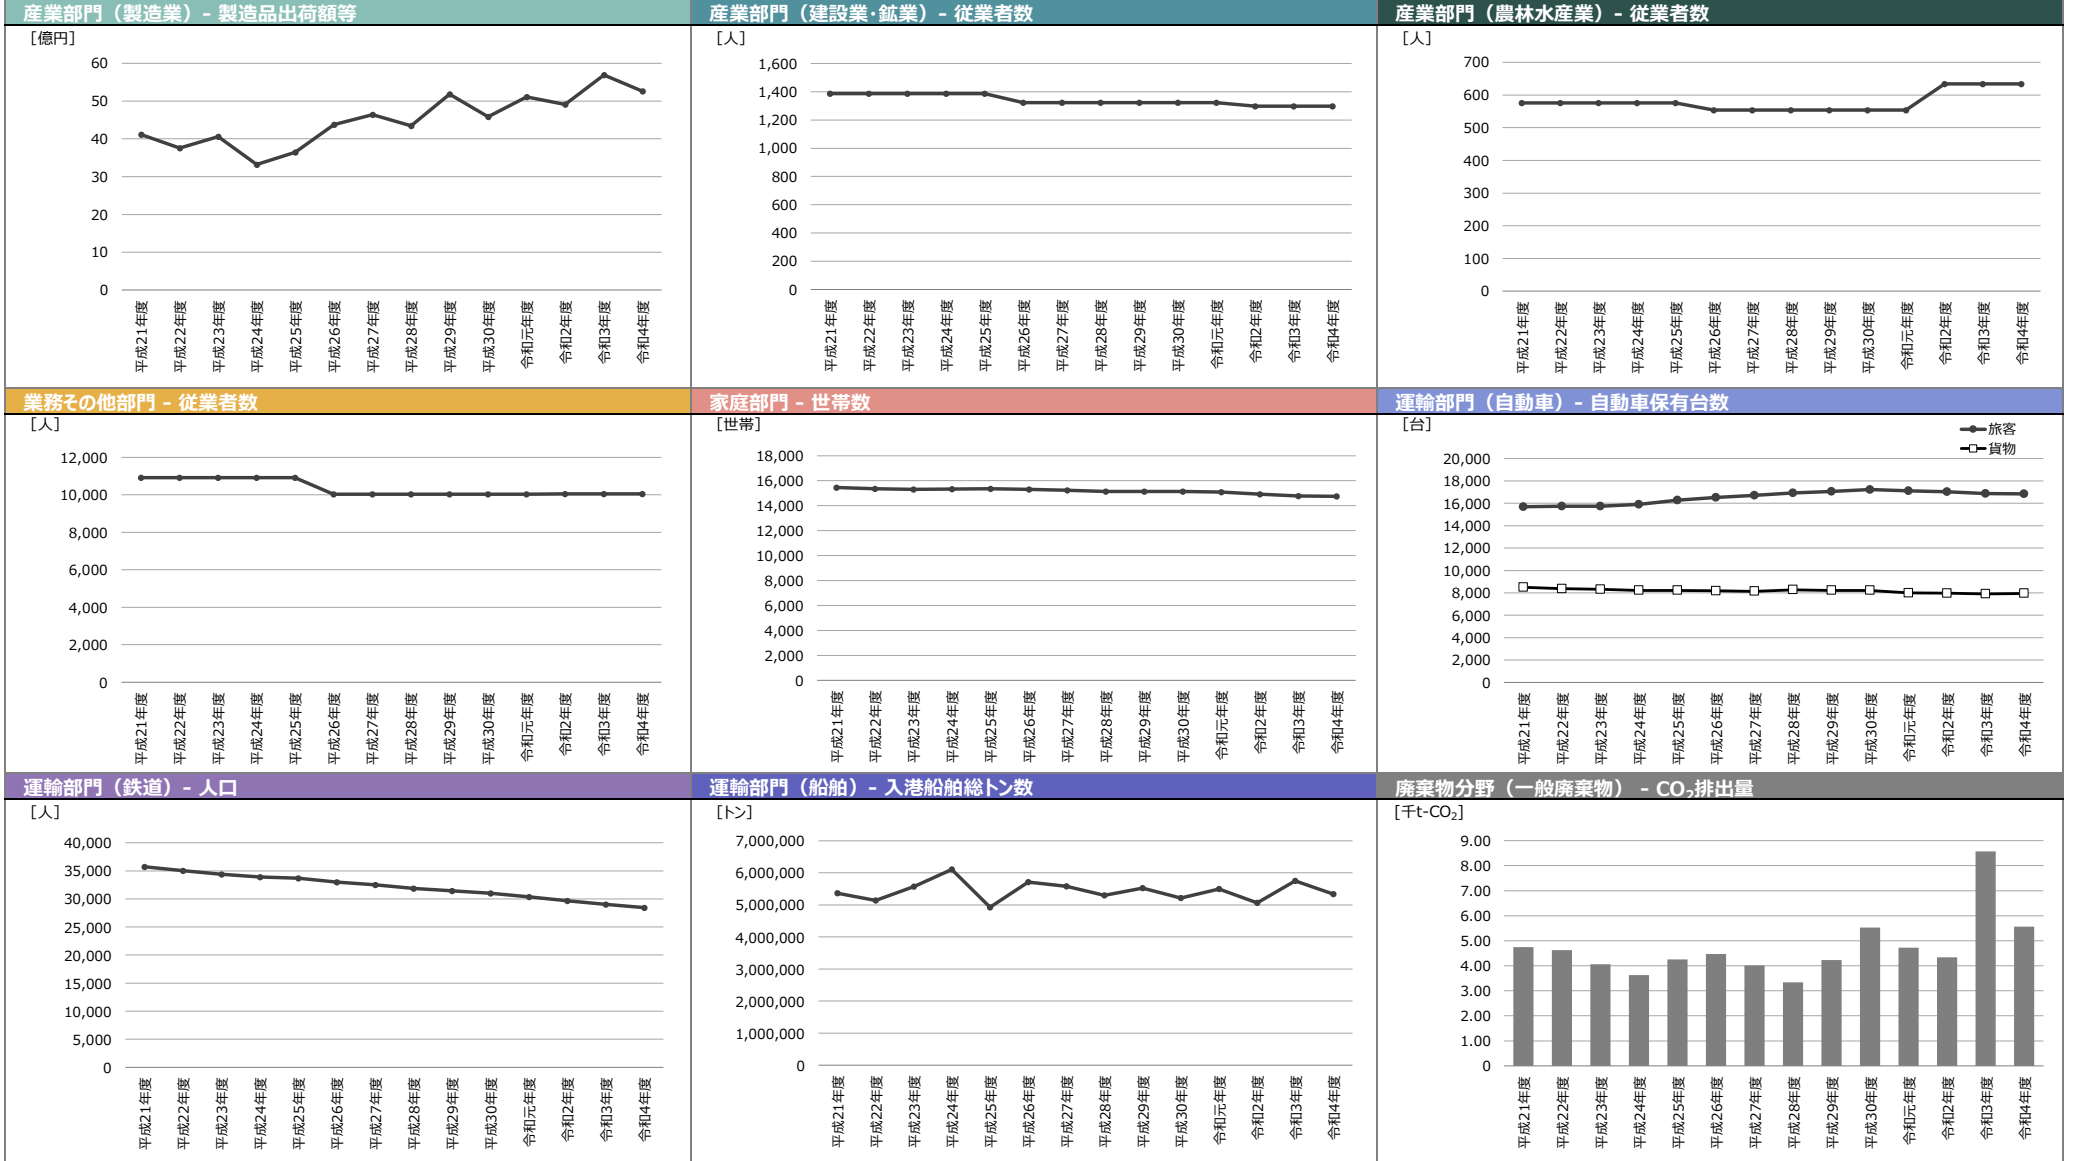 産業部門（製造業）- 製造品出荷額等
[億円]
60
50
40
30
20
10
0
平成21年度
平成22年度
平成23年度
平成24年度
平成25年度
平成26年度
平成27年度
平成28年度
平成29年度
平成30年度
令和元年度
令和2年度
令和3年度
令和4年度
産業部門（建設業・鉱業）- 従業者数
[人]
1,600
1,400
1,200
1,000
800
600
400
200
0
平成21年度
平成22年度
平成23年度
平成24年度
平成25年度
平成26年度
平成27年度
平成28年度
平成29年度
平成30年度
令和元年度
令和2年度
令和3年度
令和4年度
産業部門（農林水産業）- 従業者数
[人]
700
600
500
400
300
200
100
0
平成21年度
平成22年度
平成23年度
平成24年度
平成25年度
平成26年度
平成27年度
平成28年度
平成29年度
平成30年度
令和元年度
令和2年度
令和3年度
令和4年度
業務その他部門 - 従業者数
[人]
12,000
10,000
8,000
6,000
4,000
2,000
0
平成21年度
平成22年度
平成23年度
平成24年度
平成25年度
平成26年度
平成27年度
平成28年度
平成29年度
平成30年度
令和元年度
令和2年度
令和3年度
令和4年度
家庭部門 - 世帯数
[世帯]
18,000
16,000
14,000
12,000
10,000
8,000
6,000
4,000
2,000
0
平成21年度
平成22年度
平成23年度
平成24年度
平成25年度
平成26年度
平成27年度
平成28年度
平成29年度
平成30年度
令和元年度
令和2年度
令和3年度
令和4年度
運輸部門（自動車）- 自動車保有台数
[台]
旅客
貨物
20,000
18,000
16,000
14,000
12,000
10,000
8,000
6,000
4,000
2,000
0
平成21年度
平成22年度
平成23年度
平成24年度
平成25年度
平成26年度
平成27年度
平成28年度
平成29年度
平成30年度
令和元年度
令和2年度
令和3年度
令和4年度
運輸部門（鉄道）- 人口
[人]
40,000
35,000
30,000
25,000
20,000
15,000
10,000
5,000
0
平成21年度
平成22年度
平成23年度
平成24年度
平成25年度
平成26年度
平成27年度
平成28年度
平成29年度
平成30年度
令和元年度
令和2年度
令和3年度
令和4年度
運輸部門（船舶）- 入港船舶総トン数
[トン]
7,000,000
6,000,000
5,000,000
4,000,000
3,000,000
2,000,000
1,000,000
0
平成21年度
平成22年度
平成23年度
平成24年度
平成25年度
平成26年度
平成27年度
平成28年度
平成29年度
平成30年度
令和元年度
令和2年度
令和3年度
令和4年度
廃棄物分野（一般廃棄物） - CO₂排出量
[千t-CO₂]
9.00
8.00
7.00
6.00
5.00
4.00
3.00
2.00
1.00
0
平成21年度
平成22年度
平成23年度
平成24年度
平成25年度
平成26年度
平成27年度
平成28年度
平成29年度
平成30年度
令和元年度
令和2年度
令和3年度
令和4年度